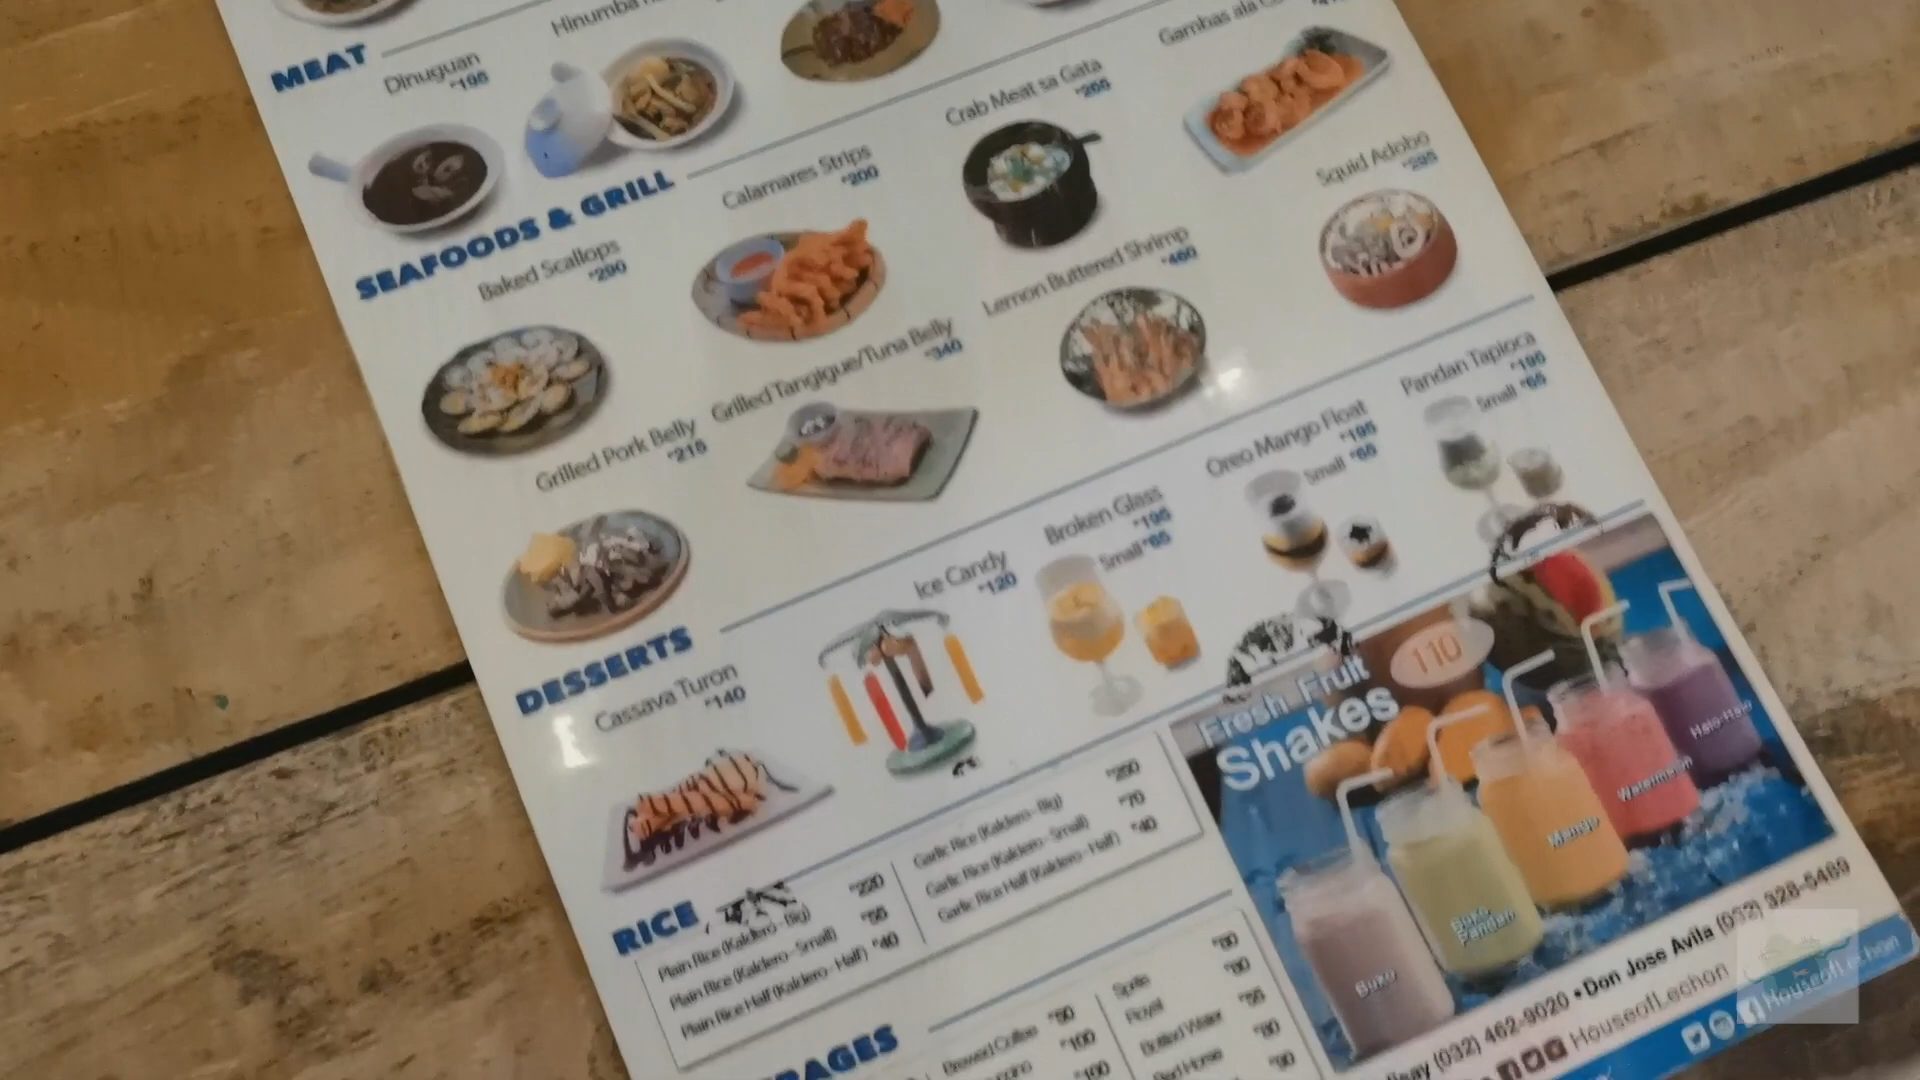 MEAT
Dinuguan
₱195
Hinumba
Gambas ala
SEAFOODS & GRILL
Baked Scallops
₱290
Calamares Strips
₱200
Crab Meat sa Gata
₱265
Squid Adobo
₱295
Grilled Pork Belly
₱215
Grilled Tangigue/Tuna Belly
₱340
Lemon Buttered Shrimp
₱460
DESSERTS
Cassava Turon
₱140
Ice Candy
₱120
Broken Glass
₱195
Small ₱65
Oreo Mango Float
₱195
Small ₱65
Pandan Tapioca
₱195
Small ₱65
RICE
Plain Rice (Kaldero - Big) ₱220
Plain Rice (Kaldero - Small) ₱55
Plain Rice Half (Kaldero - Half) ₱40
Garlic Rice (Kaldero - Big)
Garlic Rice (Kaldero - Small) ₱70
Garlic Rice Half (Kaldero - Half) ₱40
Fresh Fruit
Shakes
110
Buko
Buko
Pandan
Mango
Watermelon
Halo-Halo
Brewed Coffee
₱100
Sprite
Royal
Bottled Water
Red Horse
(032) 462-9020 • Don Jose Avila (032) 328-5489
HouseofLechon
HouseofLechon